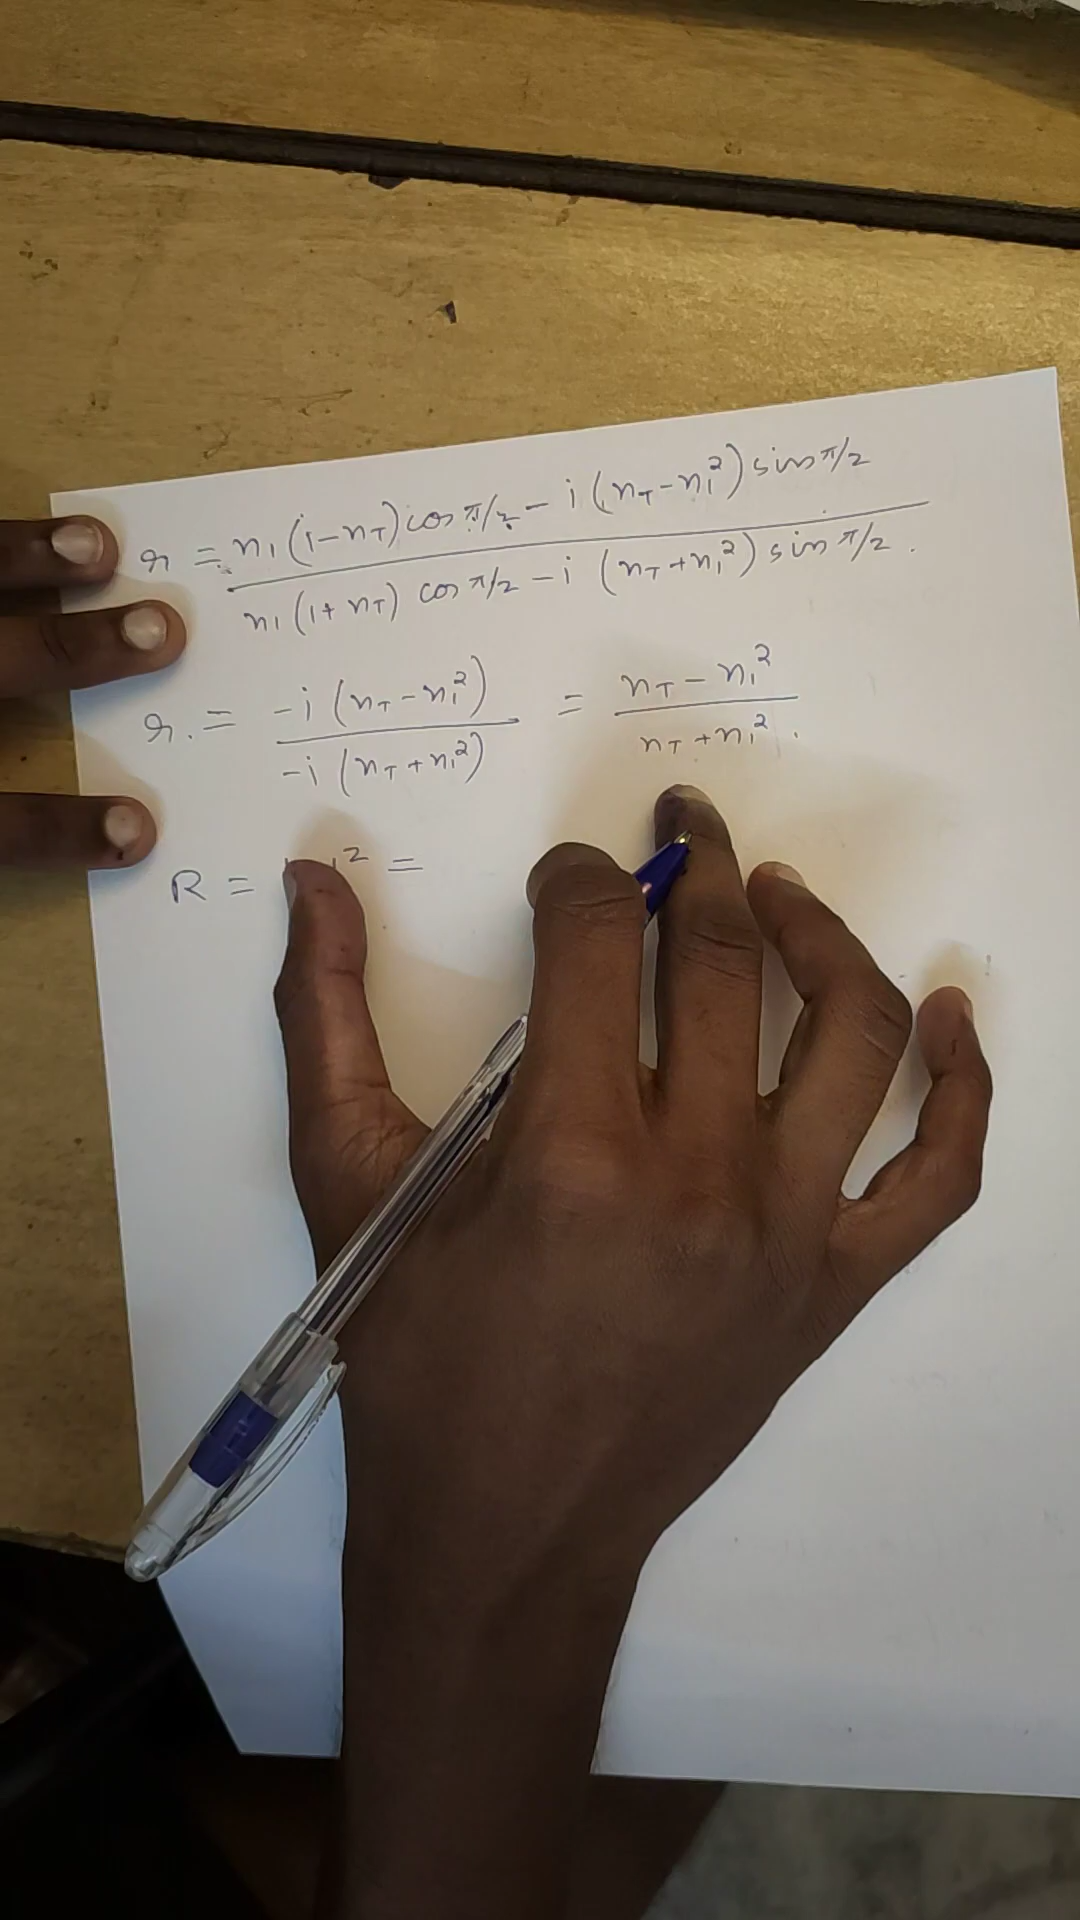 r = n₁(1-n_T) cos π/2 - i (n_T - n₁²) sin π/2 / n₁(1+n_T) cos π/2 - i (n_T + n₁²) sin π/2 .
r. = -i (n_T - n₁²) / -i (n_T + n₁²) = n_T - n₁² / n_T + n₁² .
R = | |² =